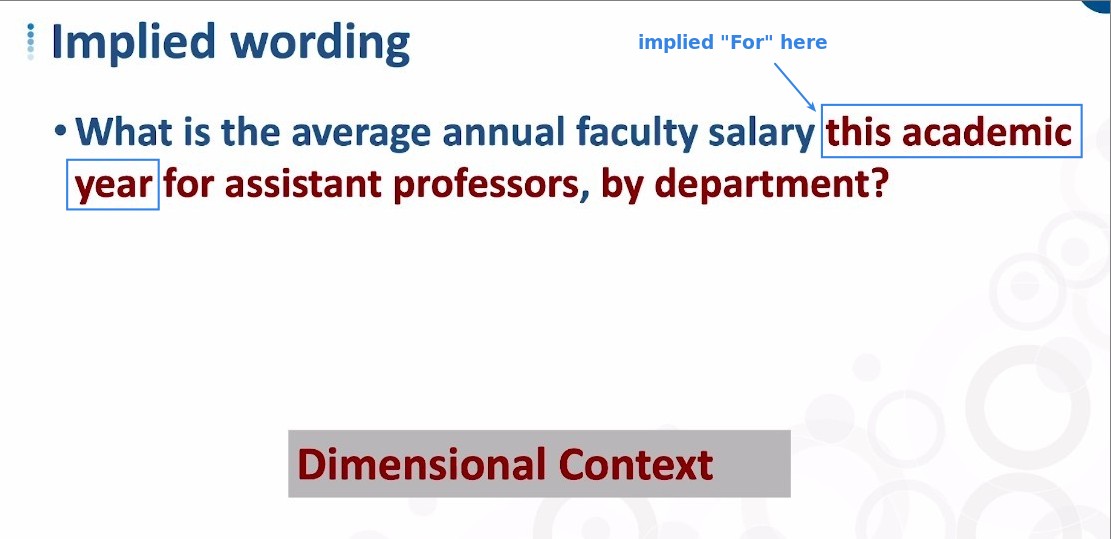 Implied wording
implied "For" here
• What is the average annual faculty salary this academic
year for assistant professors, by department?
Dimensional Context